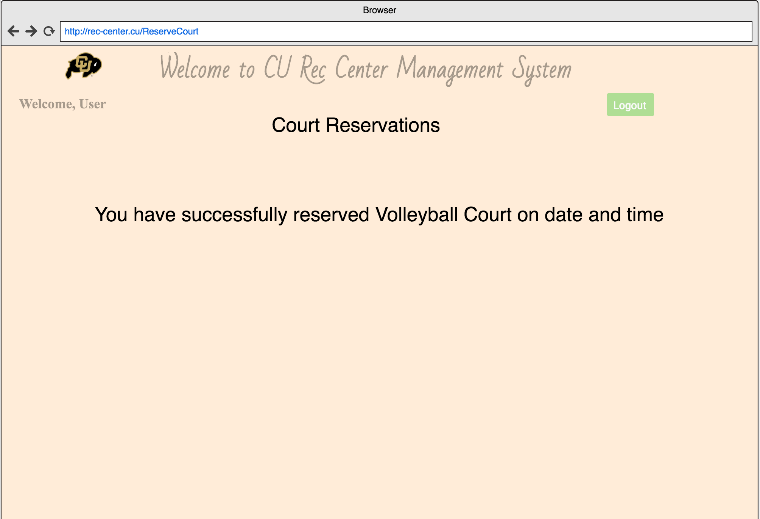 Browser
http://rec-center.cu/ReserveCourt
CU
Welcome to CU Rec Center Management System
Welcome, User
Logout
Court Reservations
You have successfully reserved Volleyball Court on date and time